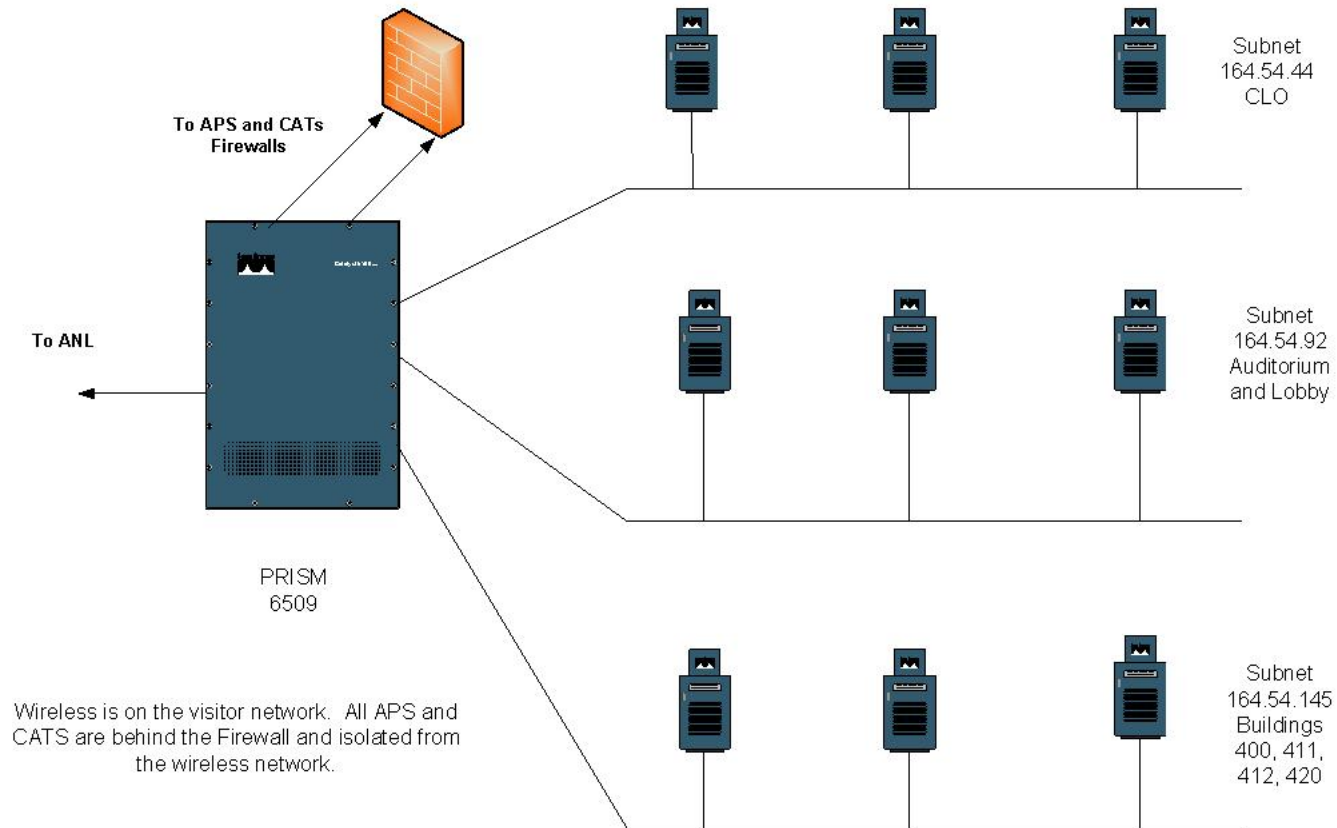 Subnet
164.54.44
CLO
To APS and CATs
Firewalls
To ANL
Subnet
164.54.92
Auditorium
and Lobby
PRISM
6509
Wireless is on the visitor network.  All APS and
CATS are behind the Firewall and isolated from
the wireless network.
Subnet
164.54.145
Buildings
400, 411,
412, 420